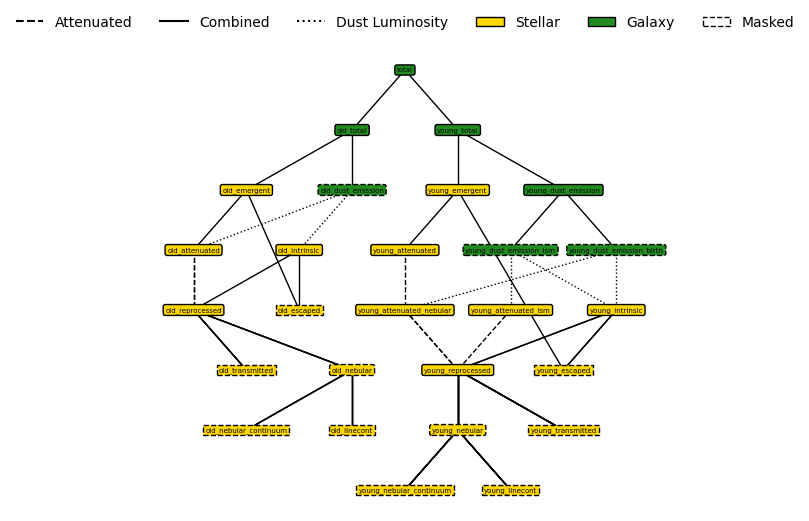 Attenuated Combined Dust Luminosity Stellar Galaxy Masked
total
old_total young_total
old_emergent old_dust_emission young_emergent young_dust_emission
old_attenuated old_intrinsic young_attenuated young_dust_emission_ism young_dust_emission_birth
old_reprocessed old_escaped young_attenuated_nebular young_attenuated_ism young_intrinsic
old_transmitted old_nebular young_reprocessed young_escaped
old_nebular_continuum old_linecont young_nebular young_transmitted
young_nebular_continuum young_linecont